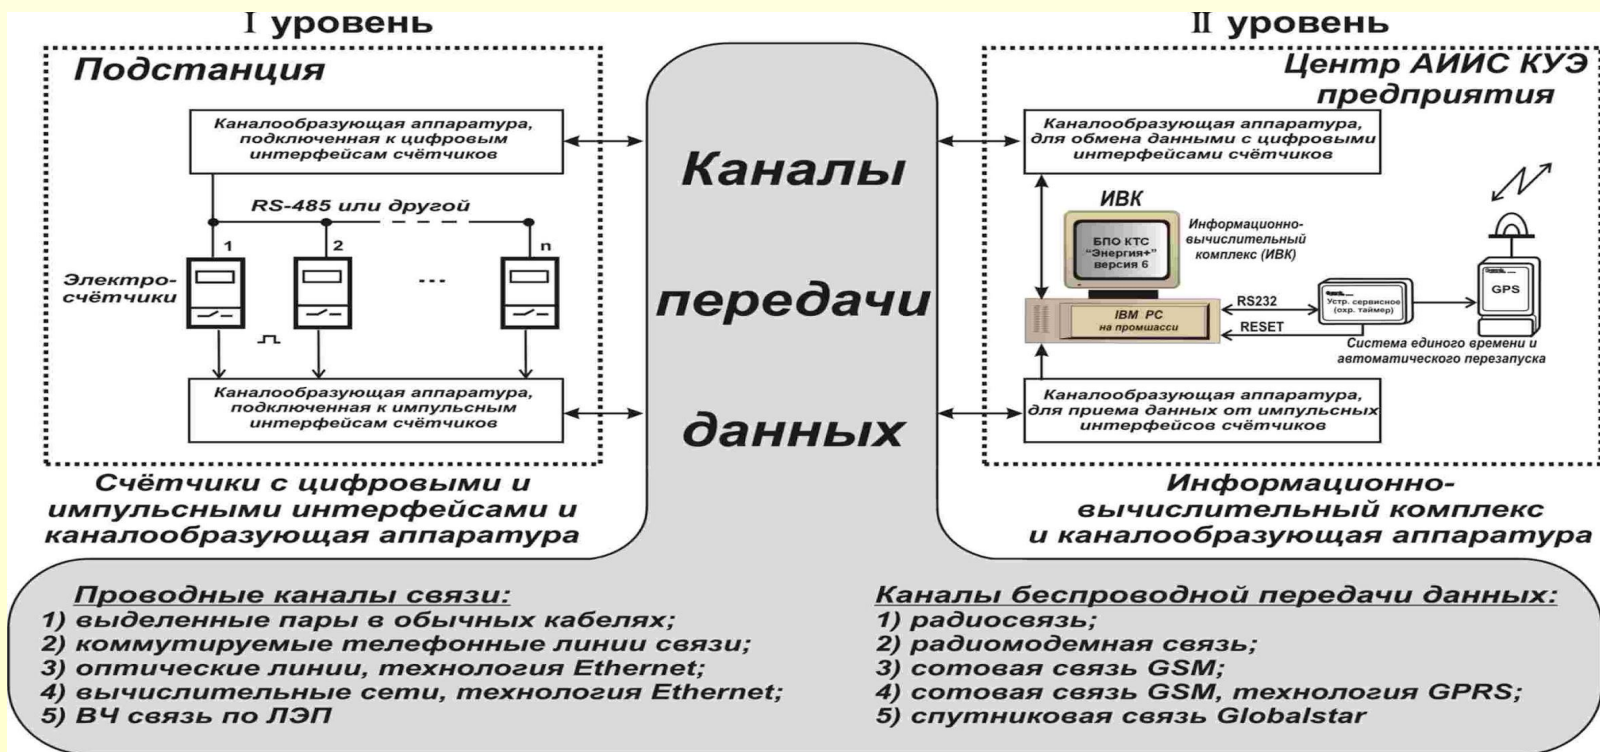 I уровень
Подстанция
Каналообразующая аппаратура,
подключенная к цифровым
интерфейсам счётчиков
RS-485 или другой
1
2
n
Электро-
счётчики
...
Каналообразующая аппаратура,
подключенная к импульсным
интерфейсам счётчиков
Счётчики с цифровыми и
импульсными интерфейсами и
каналообразующая аппаратура
Каналы
передачи
данных
II уровень
Центр АИИС КУЭ
предприятия
Каналообразующая аппаратура,
для обмена данными с цифровыми
интерфейсами счётчиков
ИВК
БПО КТС
"Энергия+"
версия 6
Информационно-
вычислительный
комплекс (ИВК)
IBM PC
на промшасси
RS232
RESET
Устр. сервисное
(охр. таймер)
GPS
Система единого времени и
автоматического перезапуска
Каналообразующая аппаратура,
для приема данных от импульсных
интерфейсов счётчиков
Информационно-
вычислительный комплекс
и каналообразующая аппаратура
Проводные каналы связи:
1) выделенные пары в обычных кабелях;
2) коммутируемые телефонные линии связи;
3) оптические линии, технология Ethernet;
4) вычислительные сети, технология Ethernet;
5) ВЧ связь по ЛЭП
Каналы беспроводной передачи данных:
1) радиосвязь;
2) радиомодемная связь;
3) сотовая связь GSM;
4) сотовая связь GSM, технология GPRS;
5) спутниковая связь Globalstar